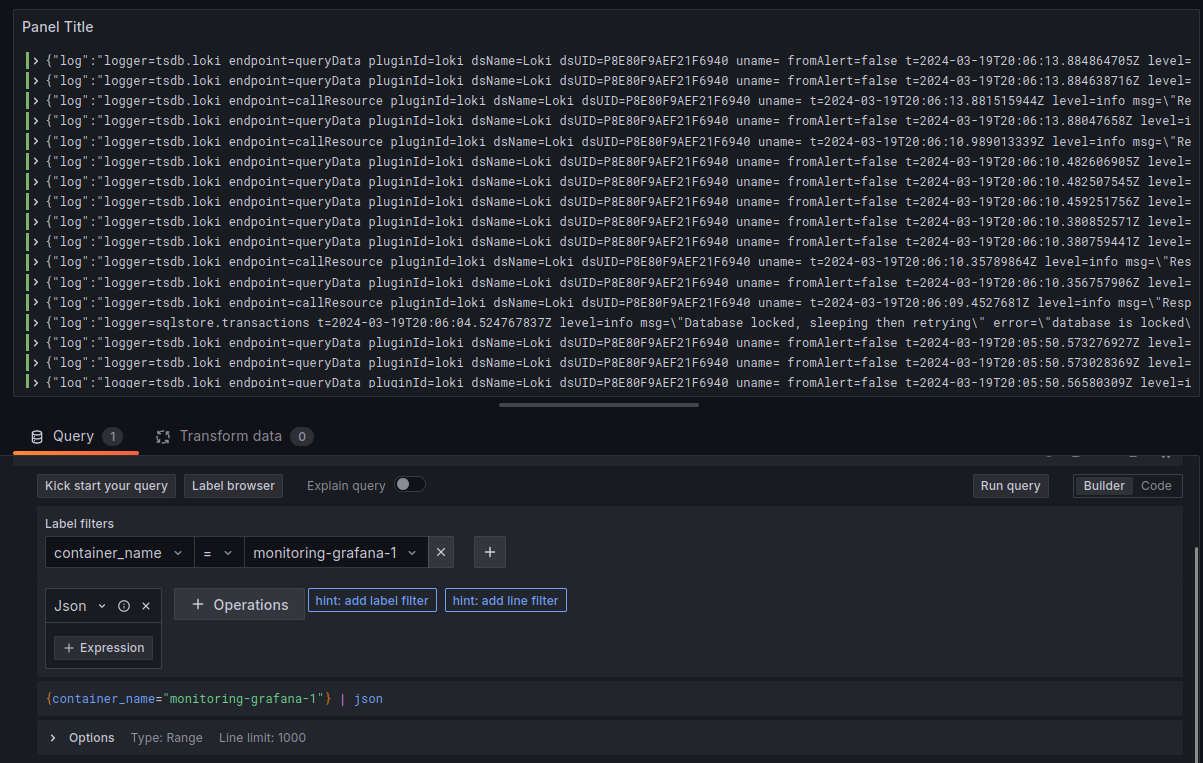 Panel Title
{"log":"logger=tsdb.loki endpoint=queryData pluginId=loki dsName=Loki dsUID=P8E80F9AEF21F6940 uname= fromAlert=false t=2024-03-19T20:06:13.884864705Z level=
{"log":"logger=tsdb.loki endpoint=queryData pluginId=loki dsName=Loki dsUID=P8E80F9AEF21F6940 uname= fromAlert=false t=2024-03-19T20:06:13.884638716Z level=
{"log":"logger=tsdb.loki endpoint=callResource pluginId=loki dsName=Loki dsUID=P8E80F9AEF21F6940 uname= t=2024-03-19T20:06:13.881515944Z level=info msg=\"Re
{"log":"logger=tsdb.loki endpoint=queryData pluginId=loki dsName=Loki dsUID=P8E80F9AEF21F6940 uname= fromAlert=false t=2024-03-19T20:06:13.88047658Z level=i
{"log":"logger=tsdb.loki endpoint=callResource pluginId=loki dsName=Loki dsUID=P8E80F9AEF21F6940 uname= t=2024-03-19T20:06:10.989013339Z level=info msg=\"Re
{"log":"logger=tsdb.loki endpoint=queryData pluginId=loki dsName=Loki dsUID=P8E80F9AEF21F6940 uname= fromAlert=false t=2024-03-19T20:06:10.482606905Z level=
{"log":"logger=tsdb.loki endpoint=queryData pluginId=loki dsName=Loki dsUID=P8E80F9AEF21F6940 uname= fromAlert=false t=2024-03-19T20:06:10.482507545Z level=
{"log":"logger=tsdb.loki endpoint=queryData pluginId=loki dsName=Loki dsUID=P8E80F9AEF21F6940 uname= fromAlert=false t=2024-03-19T20:06:10.459251756Z level=
{"log":"logger=tsdb.loki endpoint=queryData pluginId=loki dsName=Loki dsUID=P8E80F9AEF21F6940 uname= fromAlert=false t=2024-03-19T20:06:10.380852571Z level=
{"log":"logger=tsdb.loki endpoint=queryData pluginId=loki dsName=Loki dsUID=P8E80F9AEF21F6940 uname= fromAlert=false t=2024-03-19T20:06:10.380759441Z level=
{"log":"logger=tsdb.loki endpoint=callResource pluginId=loki dsName=Loki dsUID=P8E80F9AEF21F6940 uname= t=2024-03-19T20:06:10.35789864Z level=info msg=\"Res
{"log":"logger=tsdb.loki endpoint=queryData pluginId=loki dsName=Loki dsUID=P8E80F9AEF21F6940 uname= fromAlert=false t=2024-03-19T20:06:10.356757906Z level=
{"log":"logger=tsdb.loki endpoint=callResource pluginId=loki dsName=Loki dsUID=P8E80F9AEF21F6940 uname= t=2024-03-19T20:06:09.4527681Z level=info msg=\"Resp
{"log":"logger=sqlstore.transactions t=2024-03-19T20:06:04.524767837Z level=info msg=\"Database locked, sleeping then retrying\" error=\"database is locked\
{"log":"logger=tsdb.loki endpoint=queryData pluginId=loki dsName=Loki dsUID=P8E80F9AEF21F6940 uname= fromAlert=false t=2024-03-19T20:05:50.573276927Z level=
{"log":"logger=tsdb.loki endpoint=queryData pluginId=loki dsName=Loki dsUID=P8E80F9AEF21F6940 uname= fromAlert=false t=2024-03-19T20:05:50.573028369Z level=
{"log":"logger=tsdb.loki endpoint=queryData pluginId=loki dsName=Loki dsUID=P8E80F9AEF21F6940 uname= fromAlert=false t=2024-03-19T20:05:50.56580309Z level=i
Query 1 Transform data 0
Kick start your query Label browser Explain query Run query Builder Code
Label filters
container_name = monitoring-grafana-1
Json + Operations hint: add label filter hint: add line filter
+ Expression
{container_name="monitoring-grafana-1"} | json
Options Type: Range Line limit: 1000